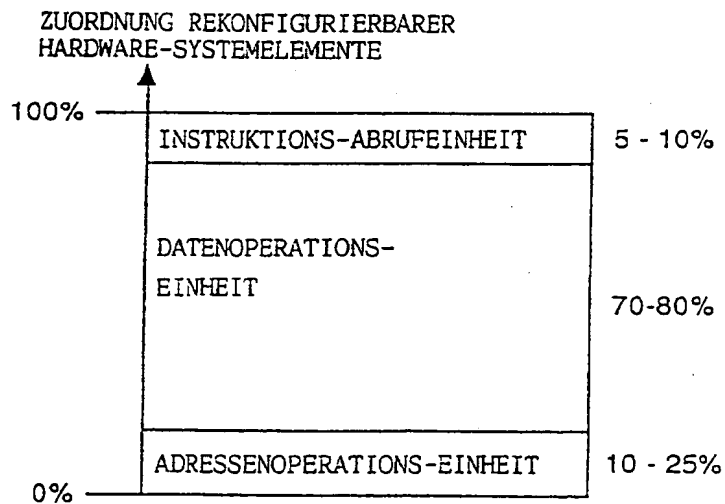 ZUORDNUNG REKONFIGURIERBARER
HARDWARE-SYSTEMELEMENTE
100%
INSTRUKTIONS-ABRUFEINHEIT
5 - 10%
DATENOPERATIONS-
EINHEIT
70-80%
ADRESSENOPERATIONS-EINHEIT
10 - 25%
0%